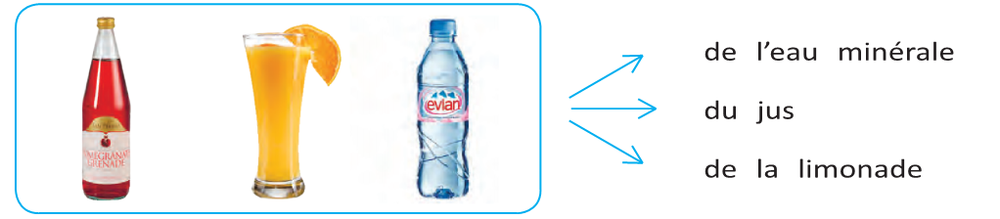 POMEGRANATE
GRENADE
evian
de l'eau minérale
du jus
de la limonade